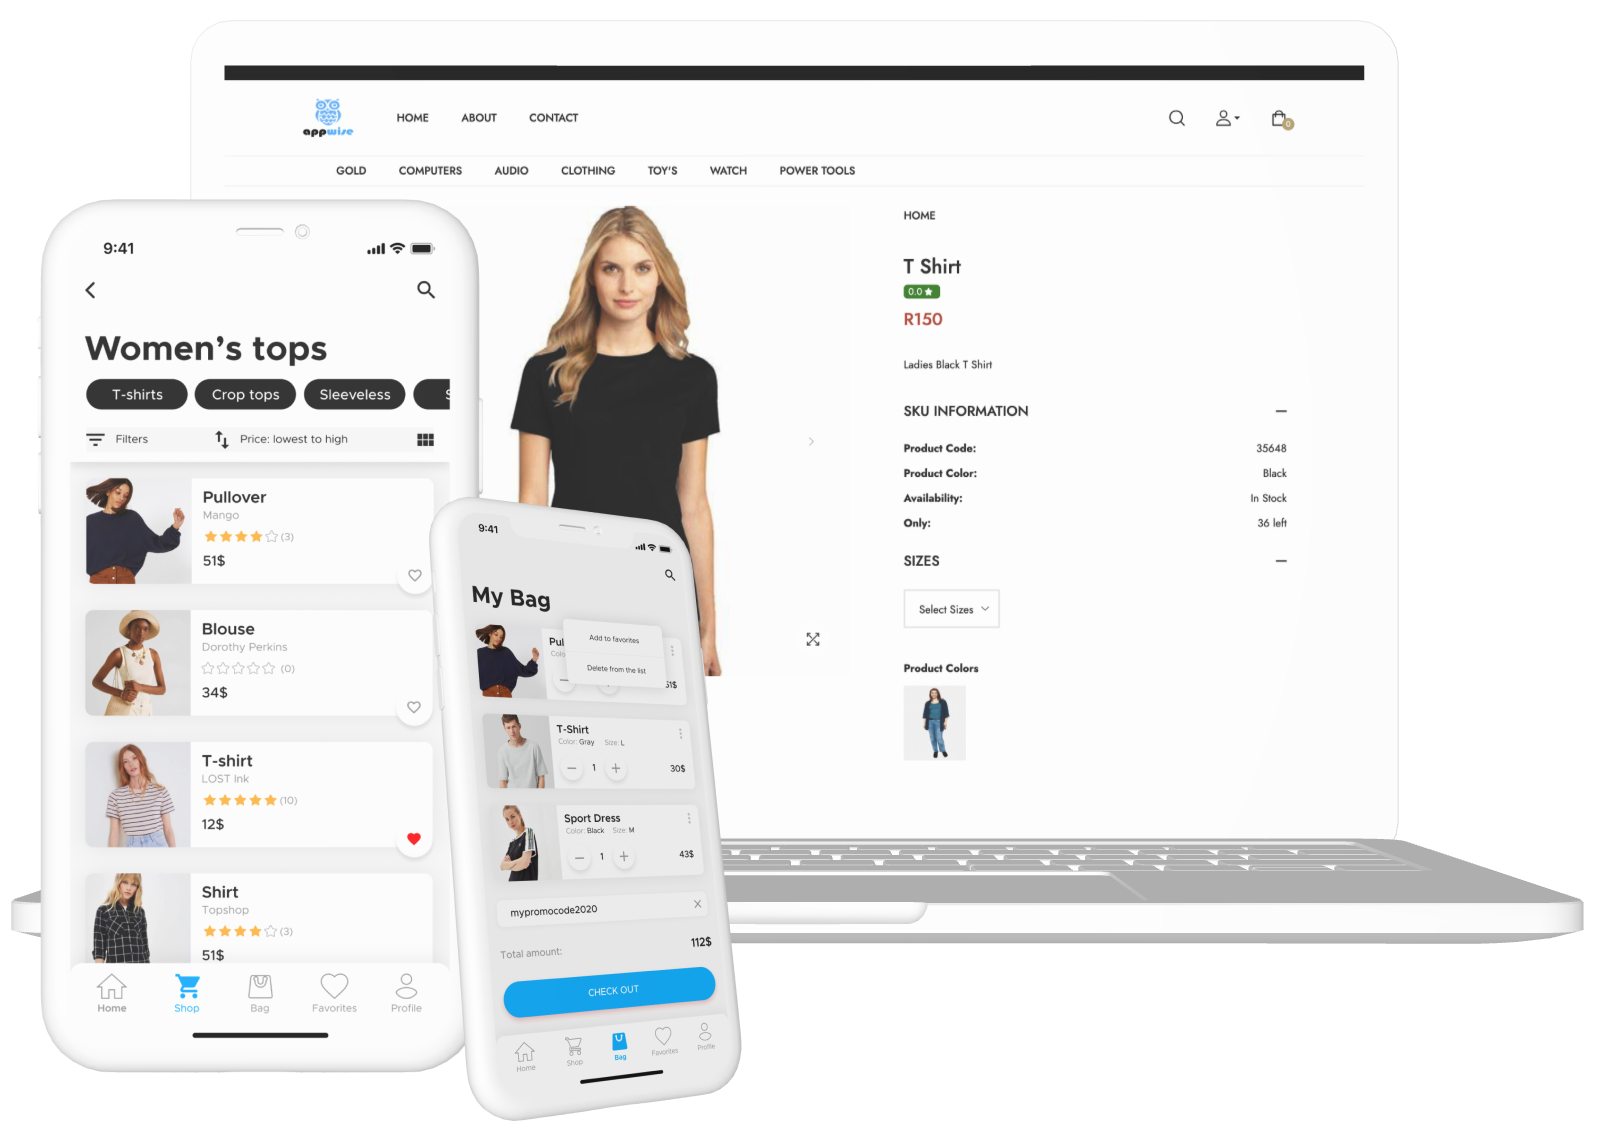 appwise
HOME ABOUT CONTACT
0
GOLD COMPUTERS AUDIO CLOTHING TOY'S WATCH POWER TOOLS
HOME
T Shirt
0.0
R150
Ladies Black T Shirt
SKU INFORMATION
Product Code: 35648
Product Color: Black
Availability: In Stock
Only: 36 left
SIZES
Select Sizes
Product Colors
9:41
Women's tops
T-shirts Crop tops Sleeveless S
Filters Price: lowest to high
Pullover
Mango
(3)
51$
Blouse
Dorothy Perkins
(0)
34$
T-shirt
LOST Ink
(10)
12$
Shirt
Topshop
(3)
51$
Home Shop Bag Favorites Profile
9:41
My Bag
Pul
Colo
Add to favorites
Delete from the list
51$
T-Shirt
Color: Gray Size: L
1
30$
Sport Dress
Color: Black Size: M
1
43$
mypromocode2020 X
Total amount: 112$
CHECK OUT
Home Shop Bag Favorites Profile